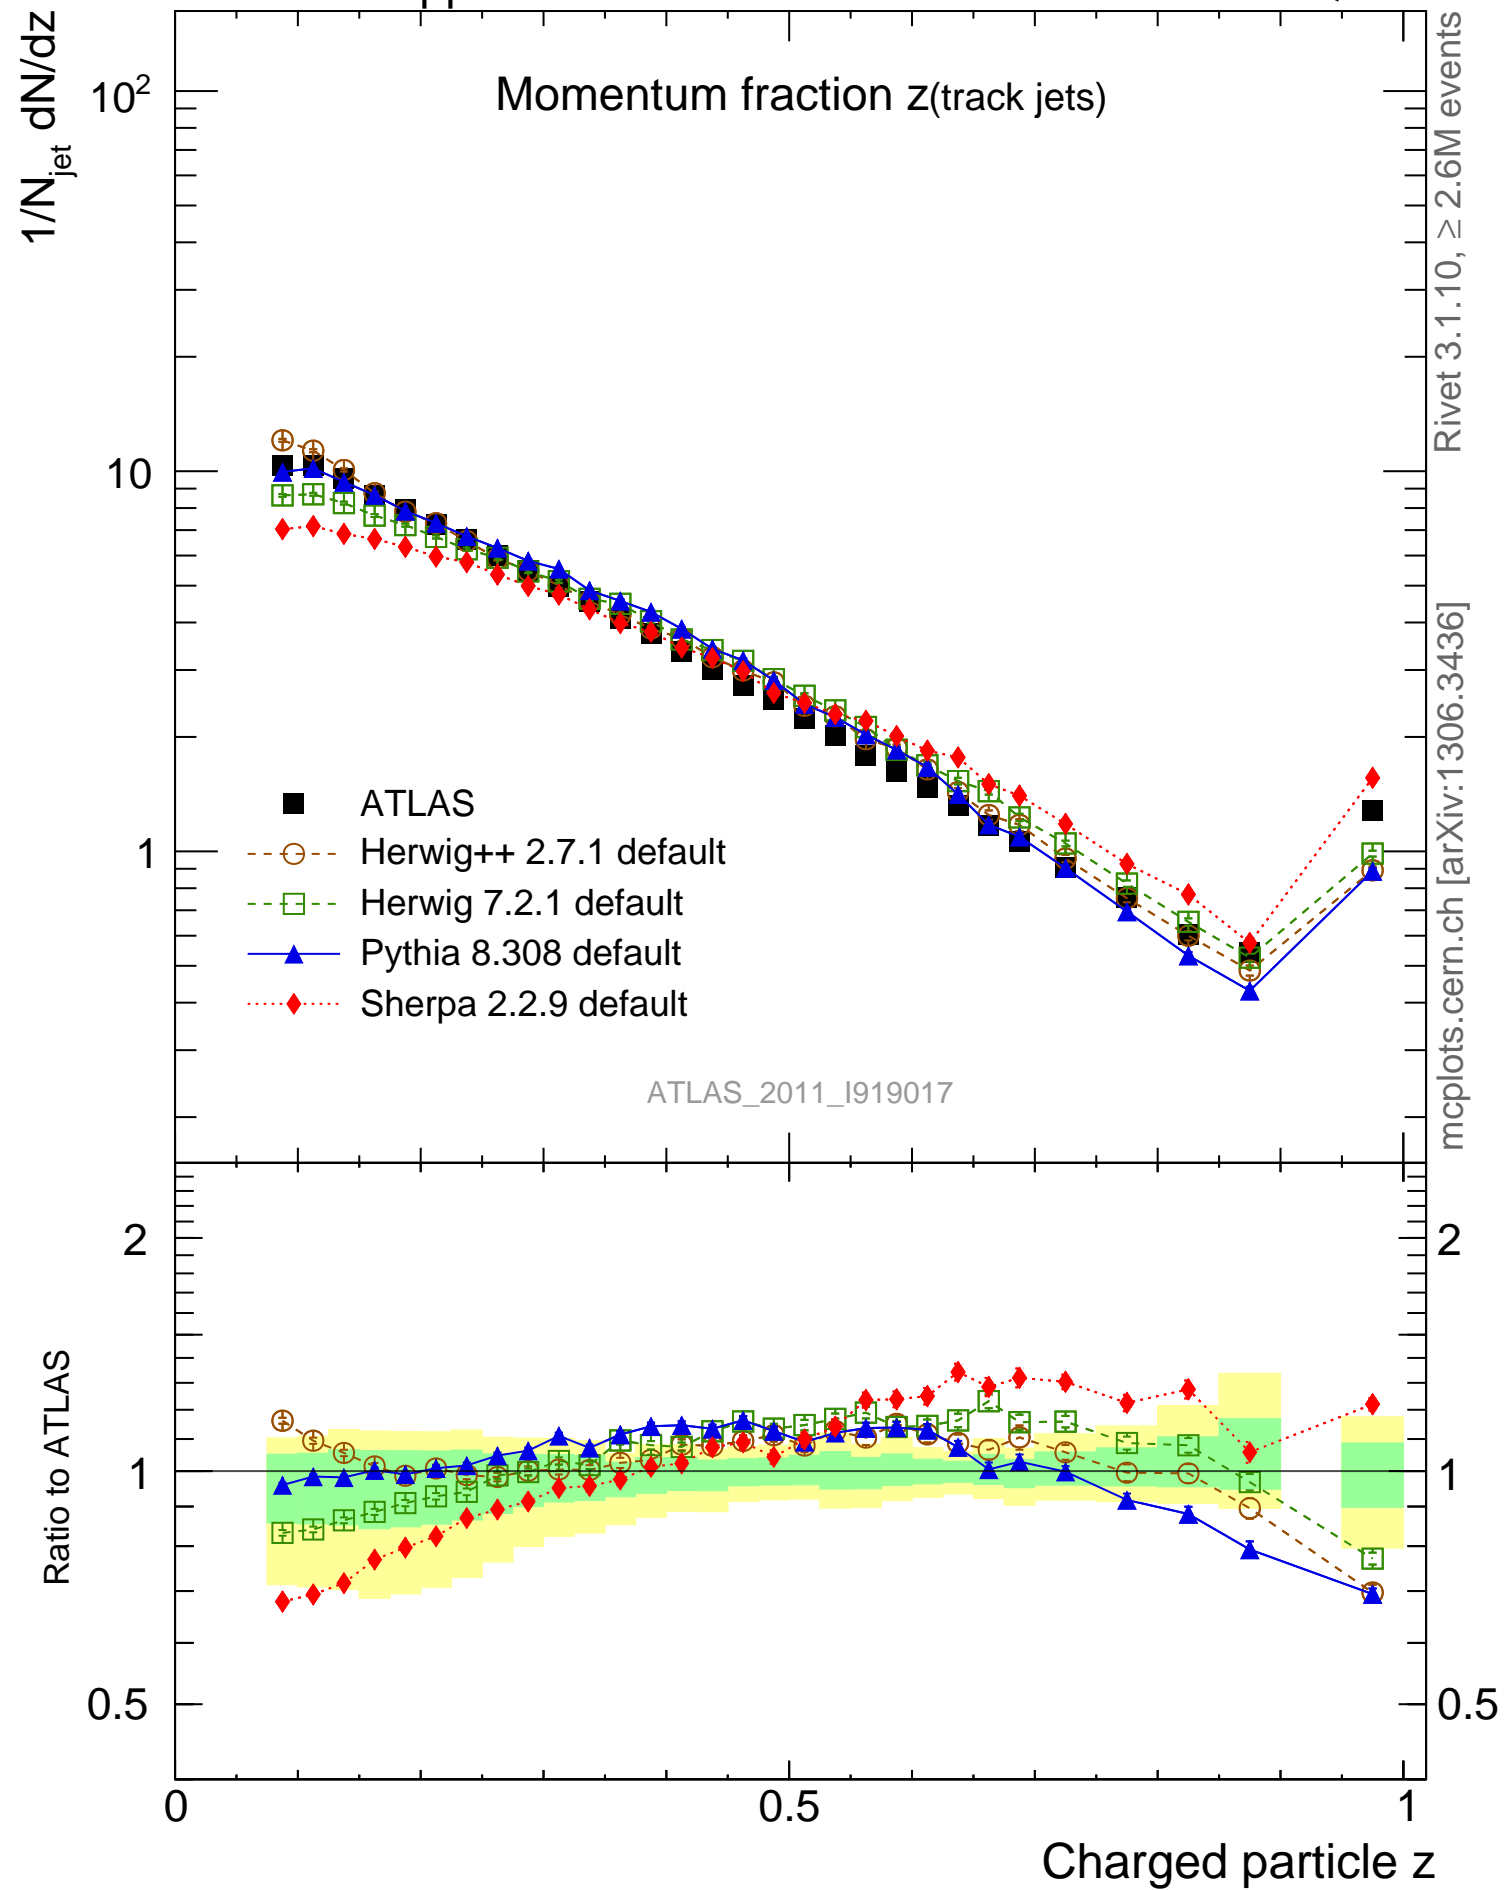 1/Njet dN/dz
10²
10
1
Momentum fraction z(track jets)
ATLAS
Herwig++ 2.7.1 default
Herwig 7.2.1 default
Pythia 8.308 default
Sherpa 2.2.9 default
ATLAS_2011_I919017
Rivet 3.1.10, ≥ 2.6M events
mcplots.cern.ch [arXiv:1306.3436]
Ratio to ATLAS
2
1
0.5
2
1
0.5
0
0.5
1
Charged particle z